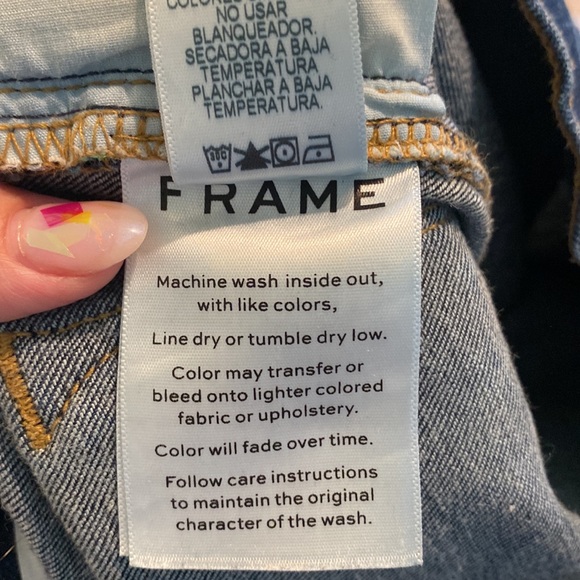 COLORES
NO USAR
BLANQUEADOR.
SECADORA A BAJA
TEMPERATURA
PLANCHAR A BAJA
TEMPERATURA.
FRAME
Machine wash inside out,
with like colors,
Line dry or tumble dry low.
Color may transfer or
bleed onto lighter colored
fabric or upholstery.
Color will fade over time.
Follow care instructions
to maintain the original
character of the wash.